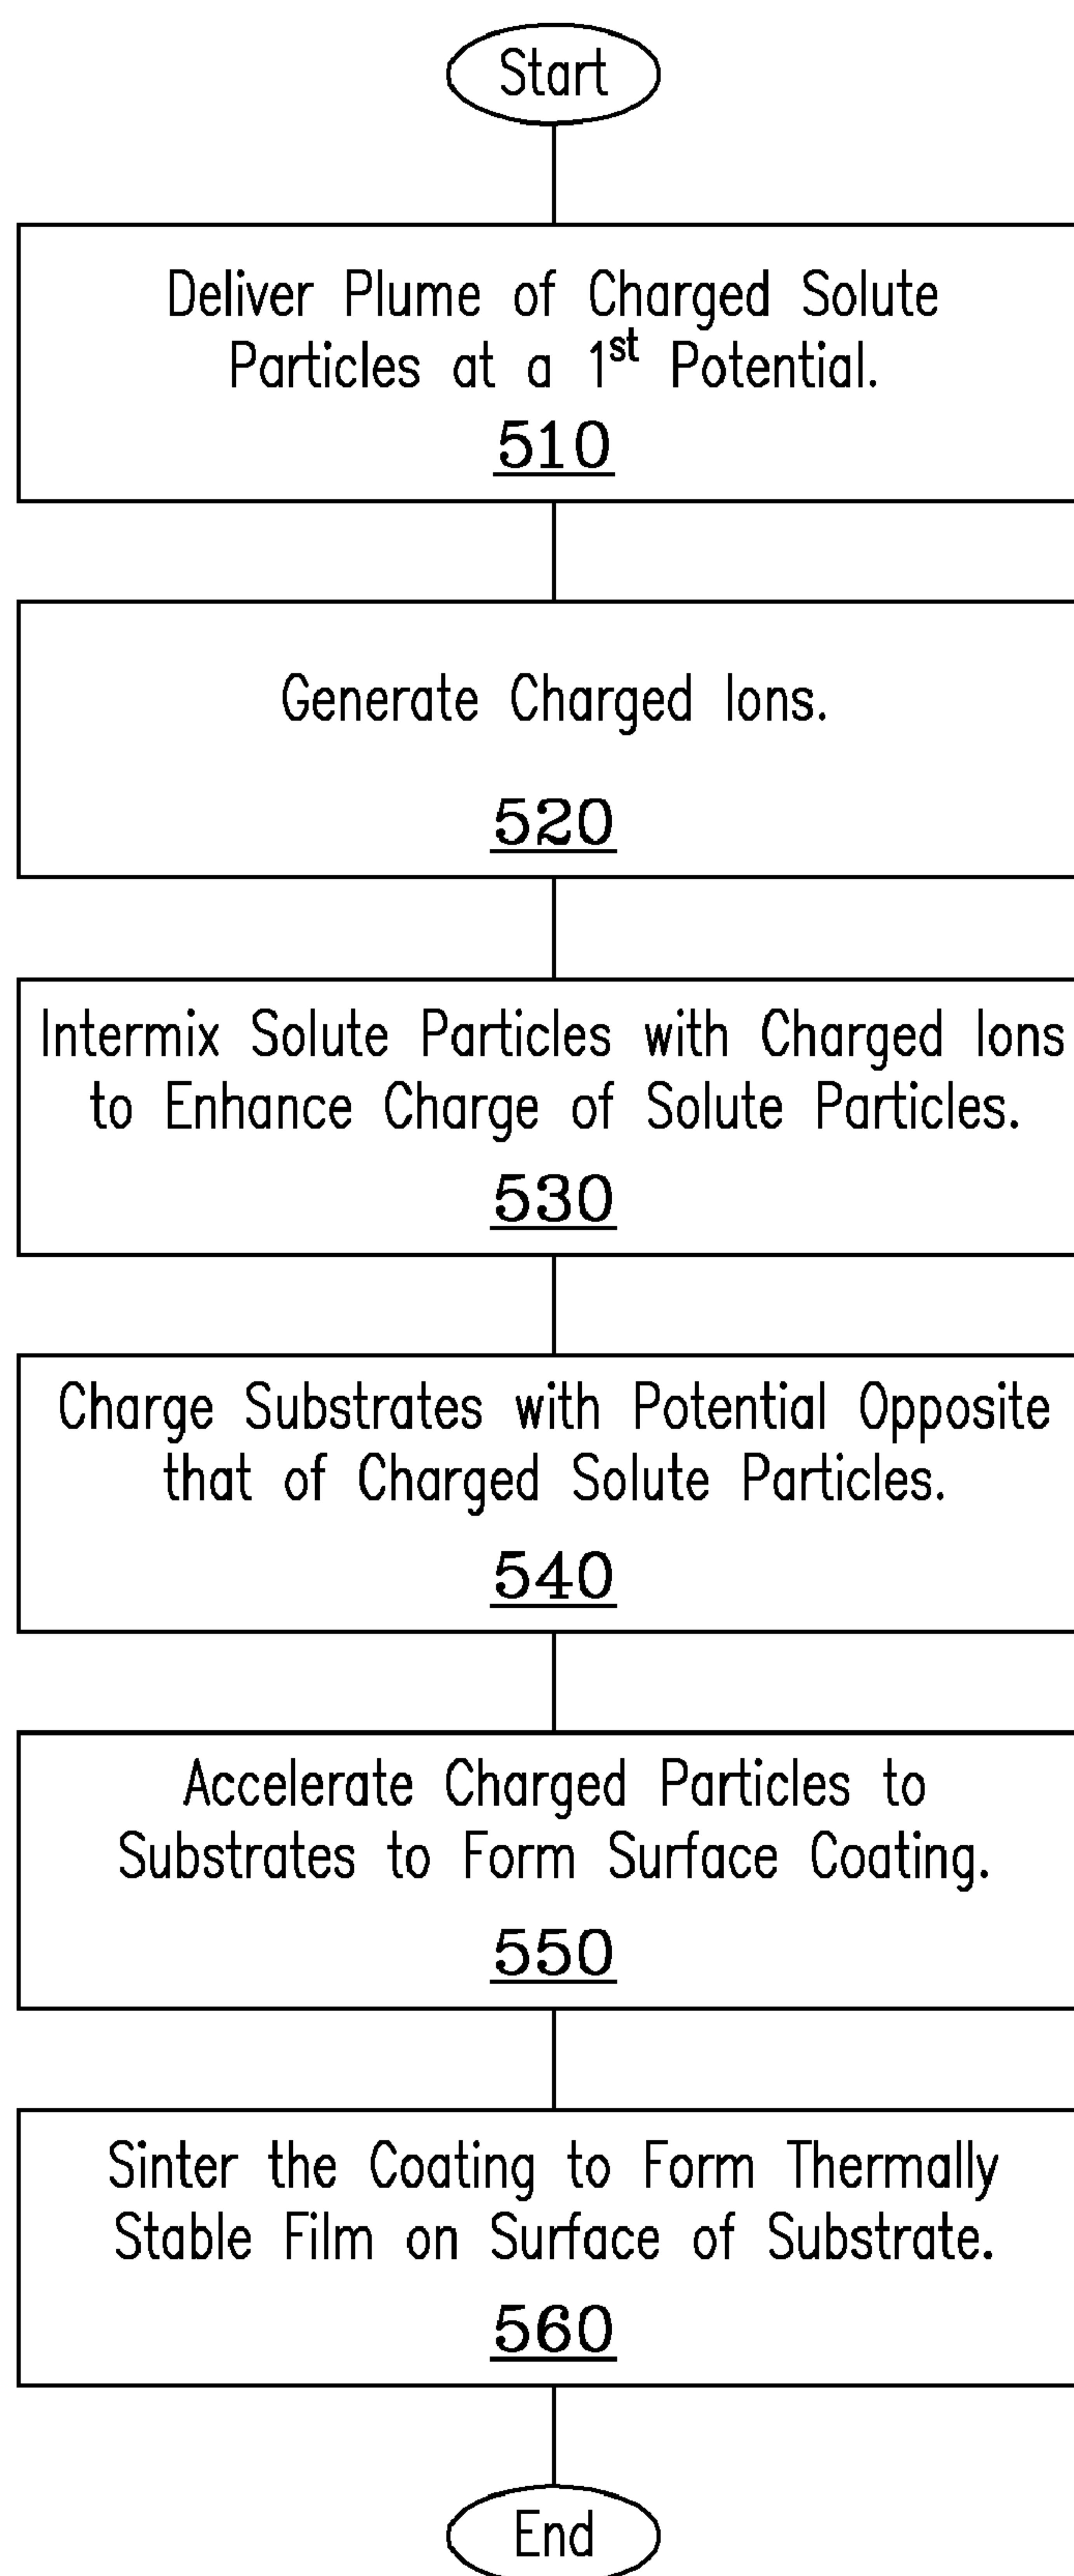 Start
Deliver Plume of Charged Solute
Particles at a 1st Potential.
510
Generate Charged Ions.
520
Intermix Solute Particles with Charged Ions
to Enhance Charge of Solute Particles.
530
Charge Substrates with Potential Opposite
that of Charged Solute Particles.
540
Accelerate Charged Particles to
Substrates to Form Surface Coating.
550
Sinter the Coating to Form Thermally
Stable Film on Surface of Substrate.
560
End